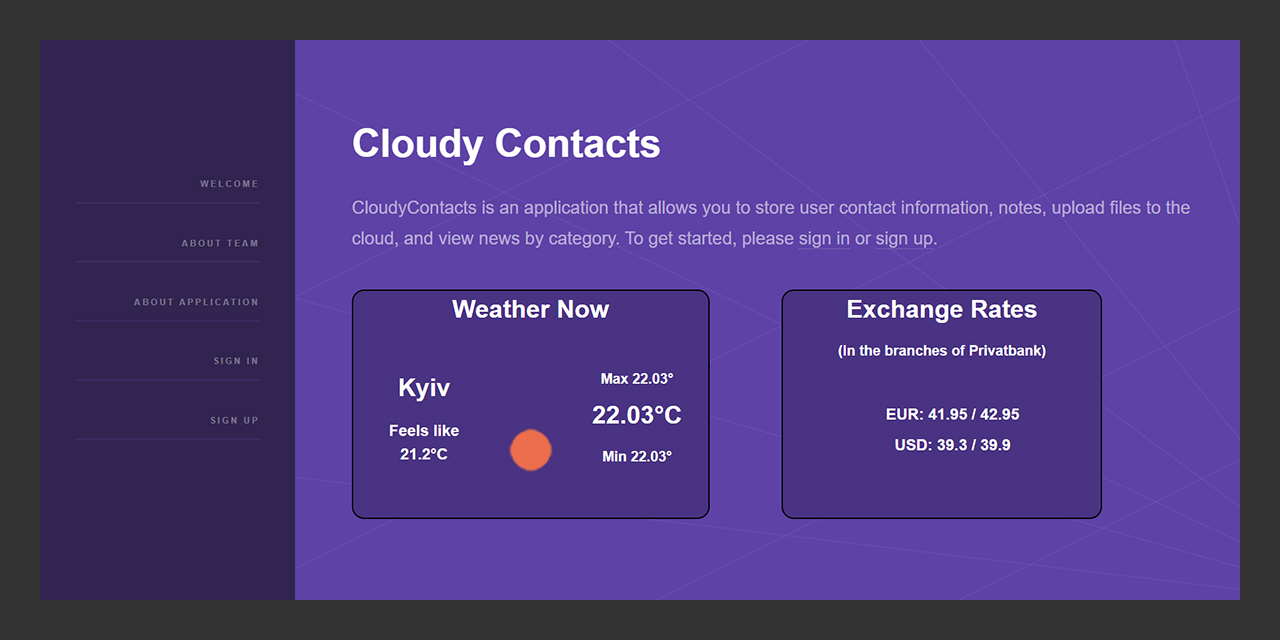 WELCOME
ABOUT TEAM
ABOUT APPLICATION
SIGN IN
SIGN UP
Cloudy Contacts
CloudyContacts is an application that allows you to store user contact information, notes, upload files to the
cloud, and view news by category. To get started, please sign in or sign up.
Weather Now
Kyiv
Feels like
21.2°C
Max 22.03°
22.03°C
Min 22.03°
Exchange Rates
(In the branches of Privatbank)
EUR: 41.95 / 42.95
USD: 39.3 / 39.9